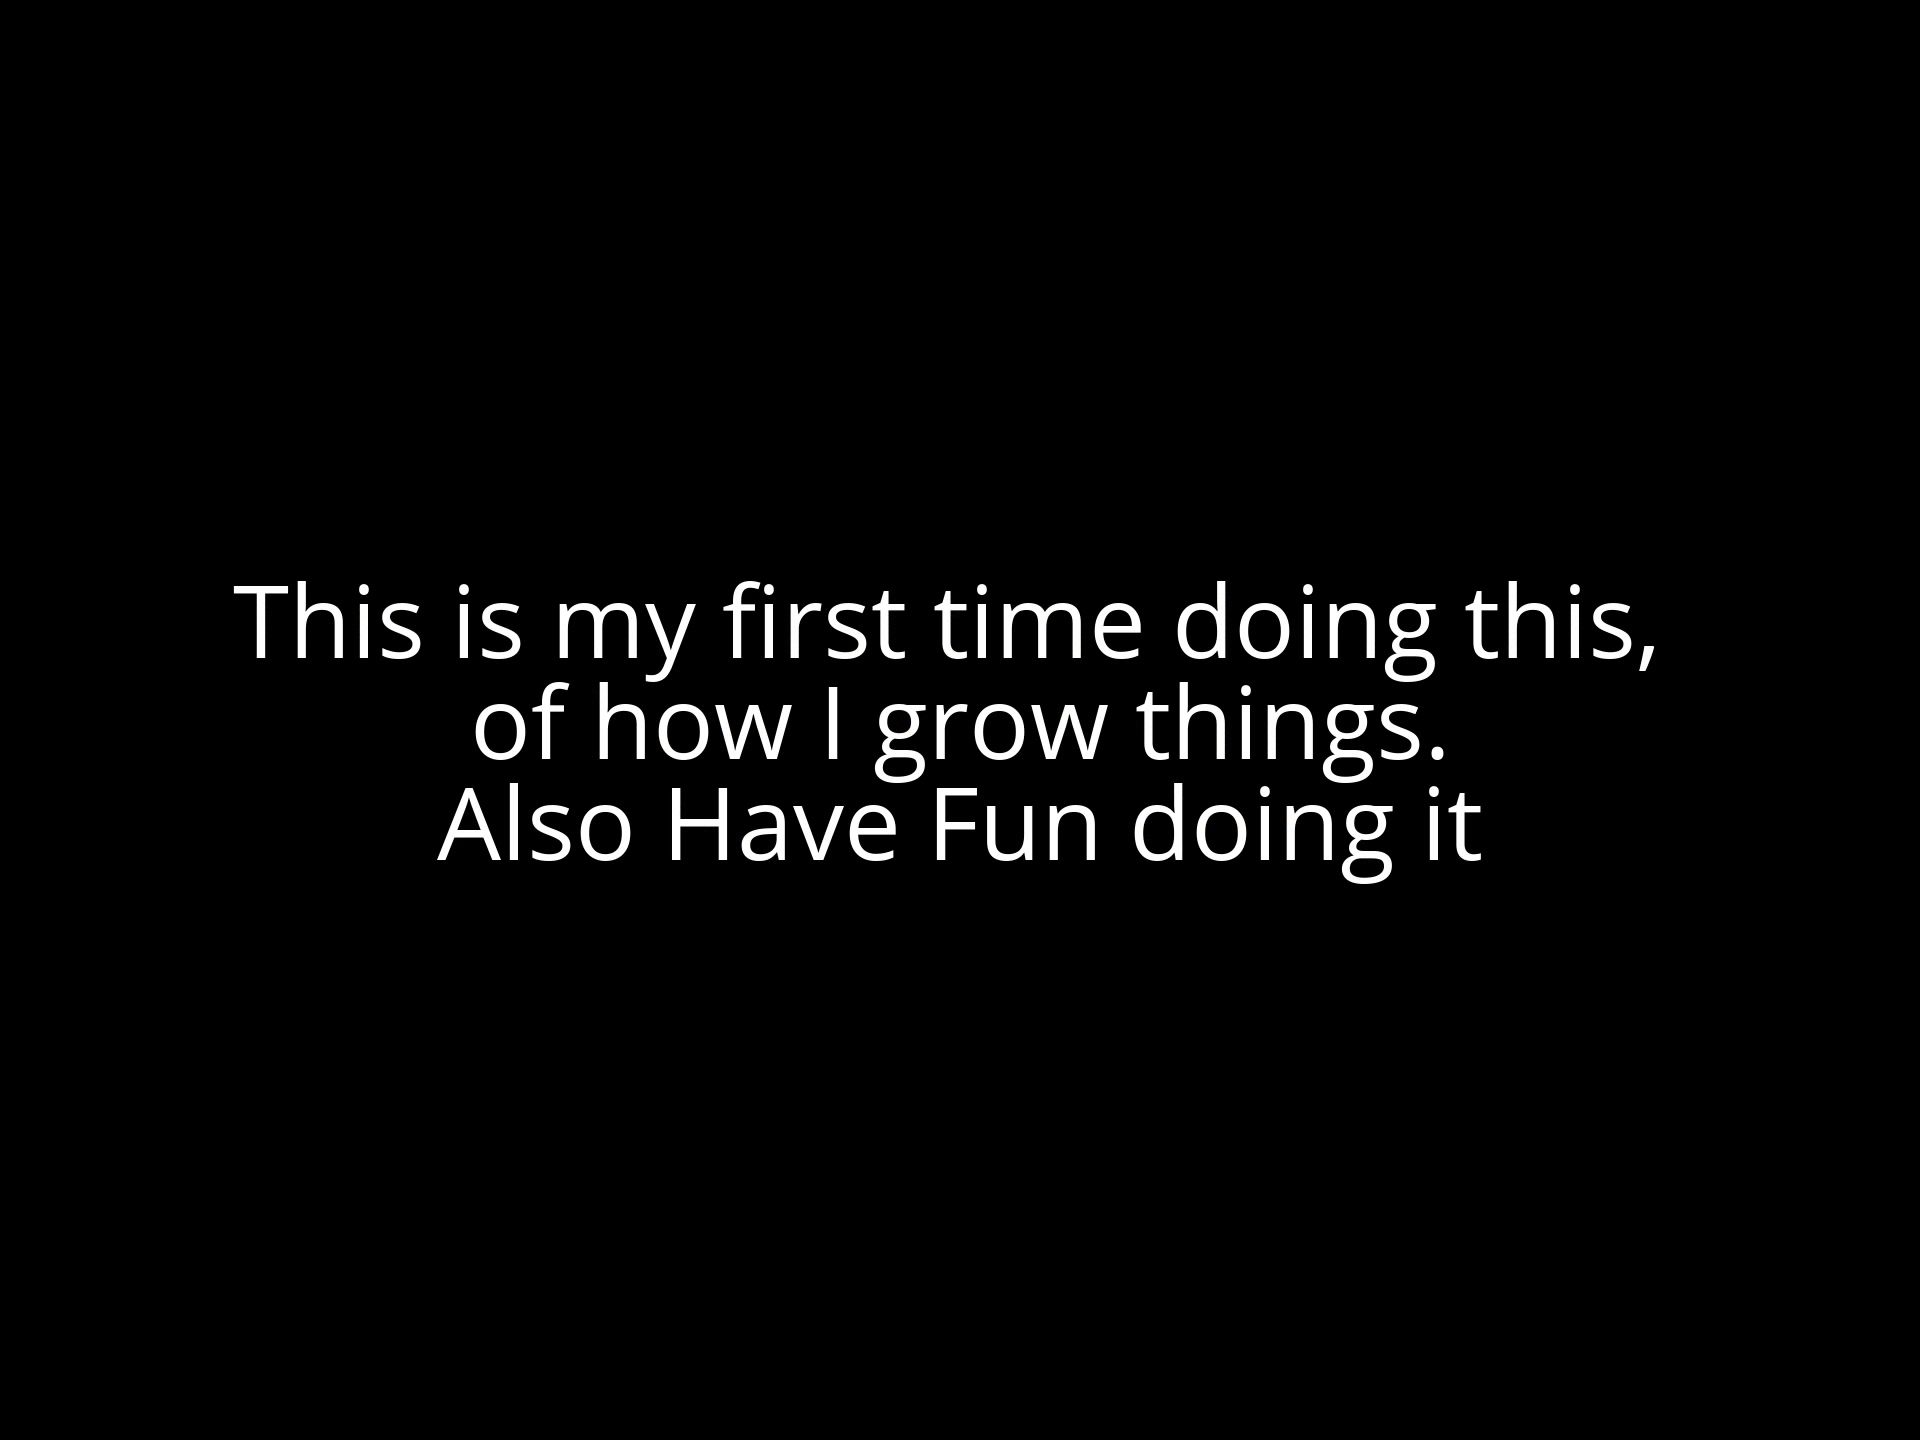 This is my first time doing this,
of how I grow things.
Also Have Fun doing it